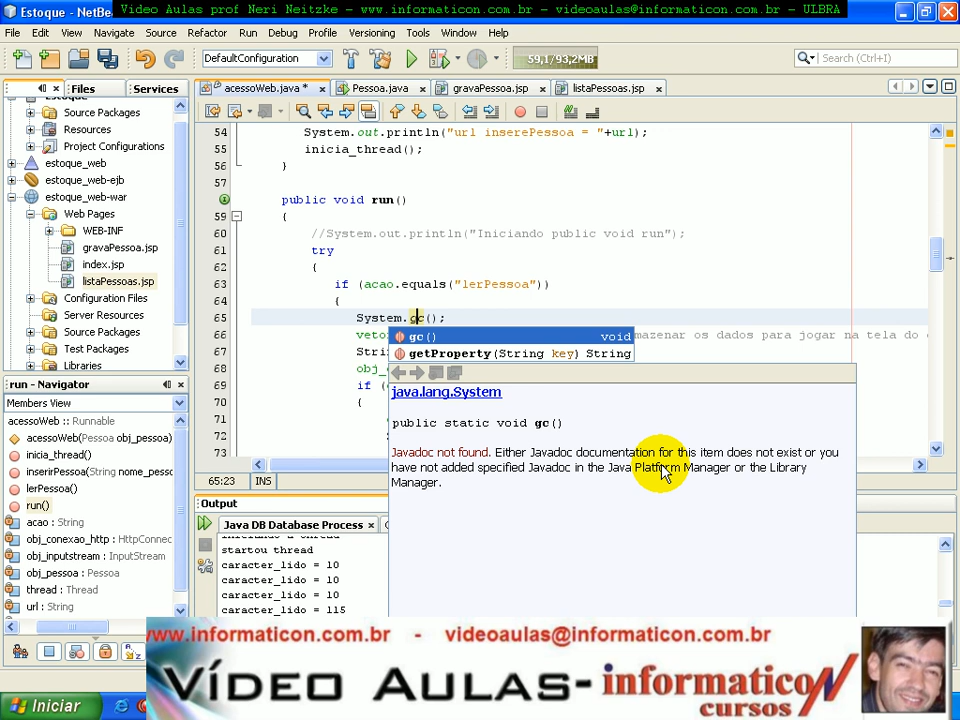 Estoque - NetBe
Video Aulas prof Neri Neitzke - www.informaticon.com.br - videoaulas@informaticon.com.br - ULBRA
File Edit View Navigate Source Refactor Run Debug Profile Versioning Tools Window Help
DefaultConfiguration
59,1/93,2MB
Search (Ctrl+I)
Files
Services
acessoWeb.java *
Pessoa.java
gravaPessoa.jsp
listaPessoas.jsp
Source Packages
Resources
Project Configurations
estoque_web
estoque_web-ejb
estoque_web-war
Web Pages
WEB-INF
gravaPessoa.jsp
index.jsp
listaPessoas.jsp
Configuration Files
Server Resources
Source Packages
Test Packages
Libraries
54 System.out.println("url inserePessoa = "+url);
55 inicia_thread();
56 }
57
public void run()
59 {
60 //System.out.println("Iniciando public void run");
61 try
62 {
63 if (acao.equals("lerPessoa"))
64 {
65 System.gc();
66 veto
mazenar os dados para jogar na tela do
67 Stri
68 obj_
69 if (
70 {
71
72
73
gc() void
getProperty(String key) String
java.lang.System
public static void gc()
Javadoc not found. Either Javadoc documentation for this item does not exist or you
have not added specified Javadoc in the Java Platform Manager or the Library
Manager.
65:23 INS
run - Navigator
Members View
acessoWeb :: Runnable
acessoWeb(Pessoa obj_pessoa)
inicia_thread()
inserirPessoa(String nome_pesso
lerPessoa()
run()
acao : String
obj_conexao_http : HttpConnec
obj_inputstream : InputStream
obj_pessoa : Pessoa
thread : Thread
url : String
Output
Java DB Database Process
startou thread
caracter_lido = 10
caracter_lido = 10
caracter_lido = 10
caracter_lido = 115
www.informaticon.com.br - videoaulas@informaticon.com.br
Vídeo Aulas- informaticoN
cursos
Iniciar